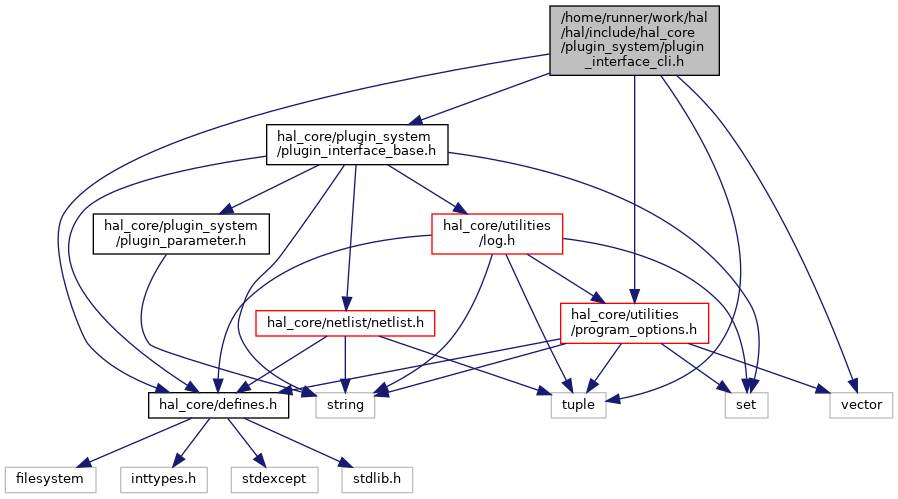 /home/runner/work/hal
/hal/include/hal_core
/plugin_system/plugin
_interface_cli.h
hal_core/plugin_system
/plugin_interface_base.h
hal_core/plugin_system
/plugin_parameter.h
hal_core/utilities
/log.h
hal_core/netlist/netlist.h
hal_core/utilities
/program_options.h
hal_core/defines.h
string
tuple
set
vector
filesystem
inttypes.h
stdexcept
stdlib.h